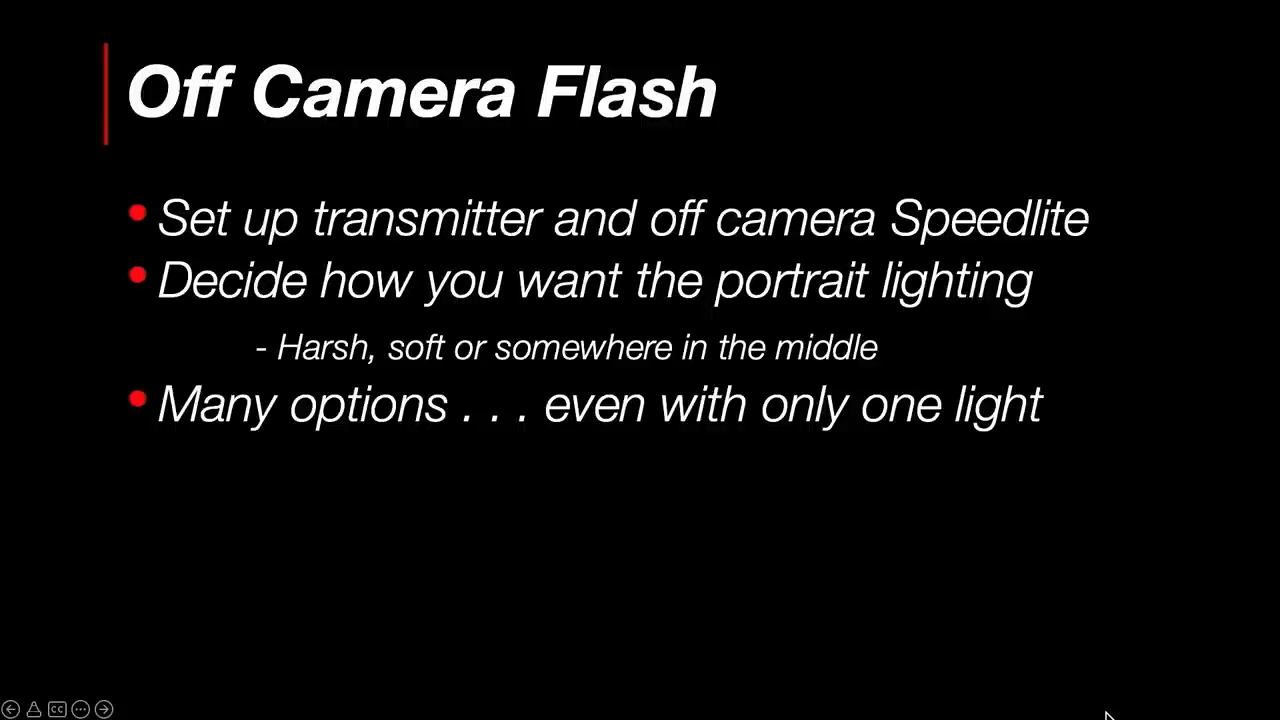 Off Camera Flash
• Set up transmitter and off camera Speedlite
• Decide how you want the portrait lighting
- Harsh, soft or somewhere in the middle
• Many options . . . even with only one light
CC